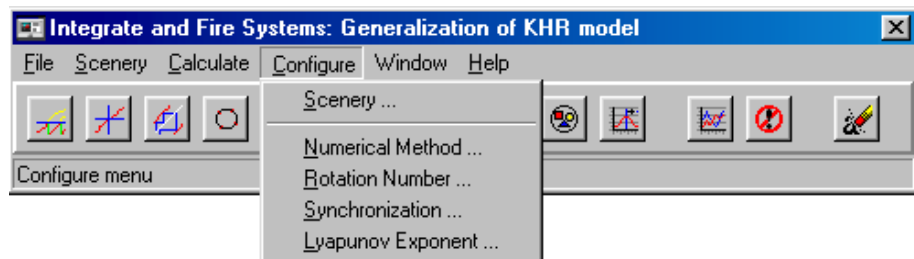 Integrate and Fire Systems: Generalization of KHR model
File Scenery Calculate Configure Window Help
Scenery ...
Numerical Method ...
Rotation Number ...
Synchronization ...
Lyapunov Exponent ...
Configure menu